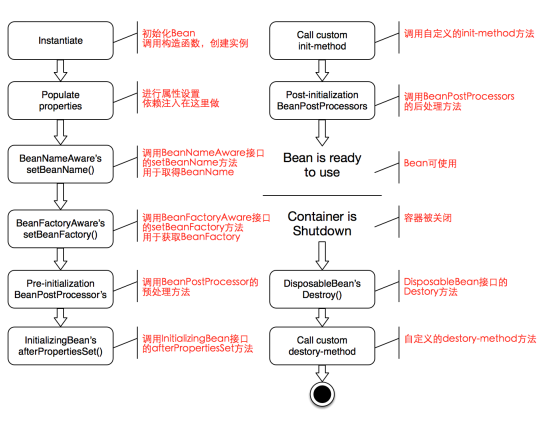 Instantiate
初始化Bean
调用构造函数，创建实例
Populate
properties
进行属性设置
依赖注入在这里做
BeanNameAware's
setBeanName()
调用BeanNameAware接口
的setBeanName方法
用于取得BeanName
BeanFactoryAware's
setBeanFactory()
调用BeanFactoryAware接口
的setBeanFactory方法
用于获取BeanFactory
Pre-initialization
BeanPostProcessor's
调用BeanPostProcessor的
预处理方法
InitializingBean's
afterPropertiesSet()
调用InitializingBean接口
的afterPropertiesSet方法
Call custom
init-method
调用自定义的init-method方法
Post-initialization
BeanPostProcessors
调用BeanPostProcessors
的后处理方法
Bean is ready
to use
Bean可使用
Container is
Shutdown
容器被关闭
DisposableBean's
Destroy()
DisposableBean接口的
Destory方法
Call custom
destory-method
自定义的destory-method方法